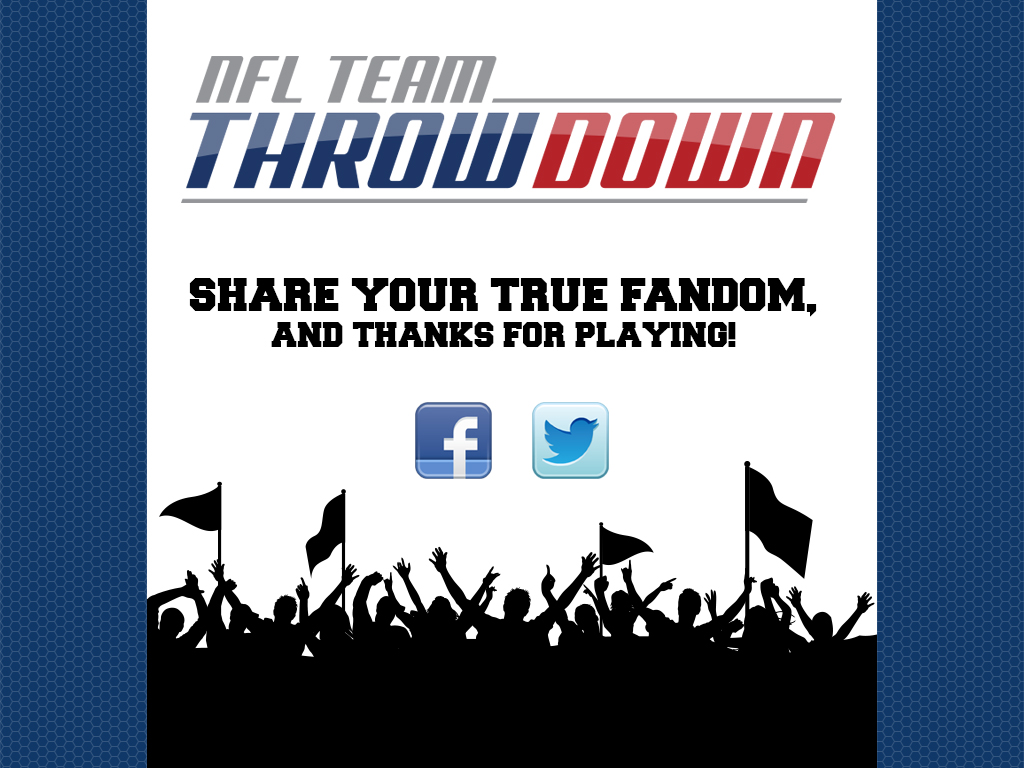 NFL TEAM
THROWDOWN
SHARE YOUR TRUE FANDOM,
AND THANKS FOR PLAYING!